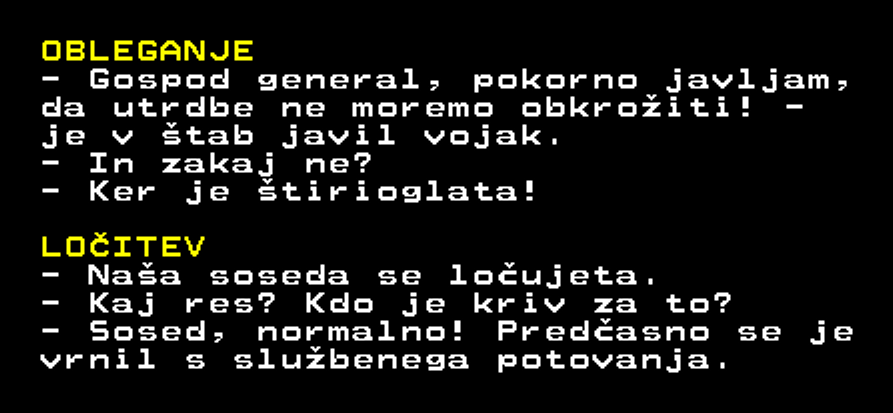 OBLEGANJE
- Gospod general, pokorno javljam,
da utrdbe ne moremo obkrožiti! -
je v štab javil vojak.
- In zakaj ne?
- Ker je štirioglata!
LOČITEV
- Naša soseda se ločujeta.
- Kaj res? Kdo je kriv za to?
- Sosed, normalno! Predčasno se je
vrnil s službenega potovanja.